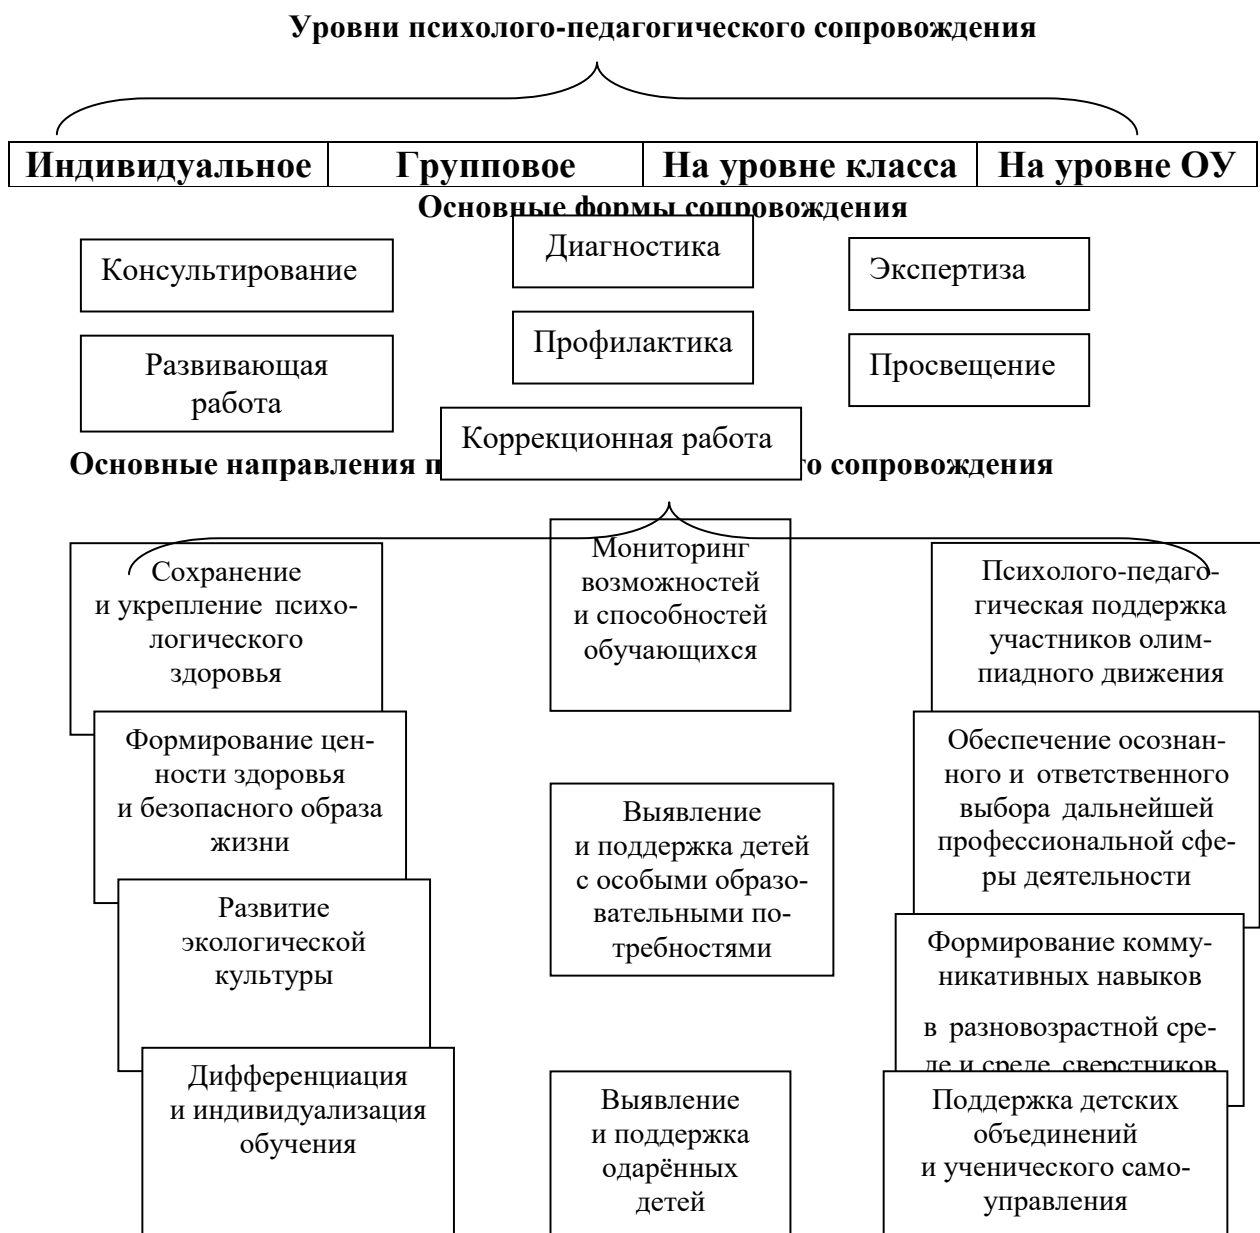 Уровни психолого-педагогического сопровождения
Индивидуальное Групповое На уровне класса На уровне ОУ
Основные формы сопровождения
Консультирование
Диагностика
Экспертиза
Развивающая
работа
Профилактика
Просвещение
Коррекционная работа
Основные направления сопровождения
Сохранение
и укрепление психо-
логического
здоровья
Мониторинг
возможностей
и способностей
обучающихся
Психолого-педаго-
гическая поддержка
участников олим-
пиадного движения
Формирование цен-
ности здоровья
и безопасного образа
жизни
Выявление
и поддержка детей
с особыми образо-
вательными по-
требностями
Обеспечение осознан-
ного и ответственного
выбора дальнейшей
профессиональной сфе-
ры деятельности
Развитие
экологической
культуры
Формирование комму-
никативных навыков
в разновозрастной сре-
де и среде сверстников
Дифференциация
и индивидуализация
обучения
Выявление
и поддержка
одарённых
детей
Поддержка детских
объединений
и ученического само-
управления